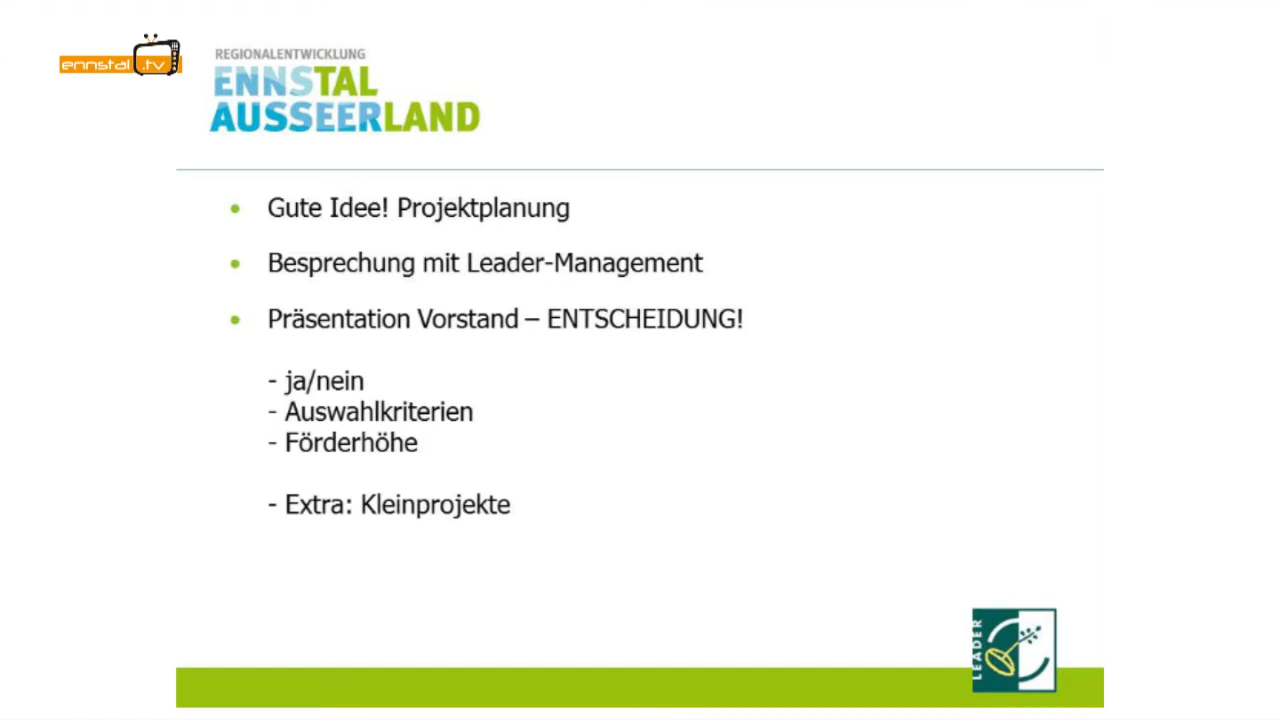 ennstal.tv
REGIONALENTWICKLUNG
ENNSTAL
AUSSEERLAND
• Gute Idee! Projektplanung
• Besprechung mit Leader-Management
• Präsentation Vorstand – ENTSCHEIDUNG!
- ja/nein
- Auswahlkriterien
- Förderhöhe
- Extra: Kleinprojekte
LEADER